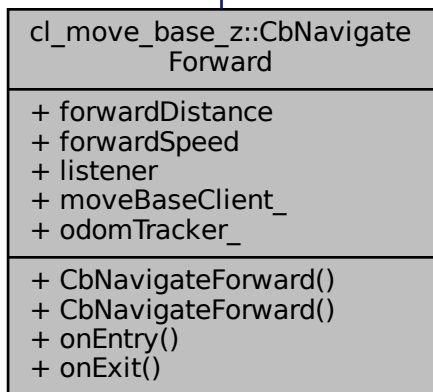 cl_move_base_z::CbNavigate
Forward
+ forwardDistance
+ forwardSpeed
+ listener
+ moveBaseClient_
+ odomTracker_
+ CbNavigateForward()
+ CbNavigateForward()
+ onEntry()
+ onExit()